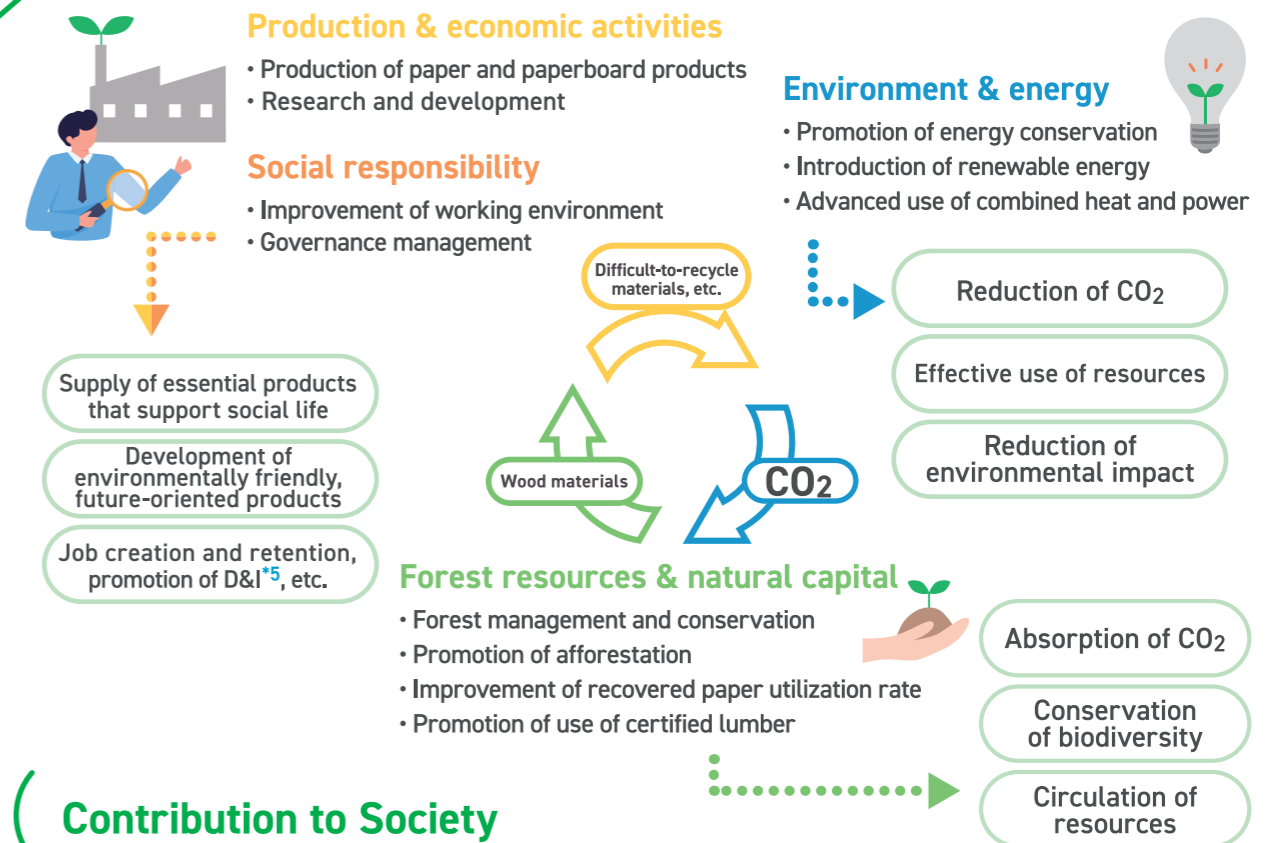 Production & economic activities
・Production of paper and paperboard products
・Research and development
Social responsibility
・Improvement of working environment
・Governance management
Environment & energy
・Promotion of energy conservation
・Introduction of renewable energy
・Advanced use of combined heat and power
Difficult-to-recycle
materials, etc.
Wood materials
CO2
Supply of essential products
that support social life
Development of
environmentally friendly,
future-oriented products
Job creation and retention,
promotion of D&I*5, etc.
Reduction of CO2
Effective use of resources
Reduction of
environmental impact
Forest resources & natural capital
・Forest management and conservation
・Promotion of afforestation
・Improvement of recovered paper utilization rate
・Promotion of use of certified lumber
Absorption of CO2
Conservation
of biodiversity
Circulation of
resources
Contribution to Society